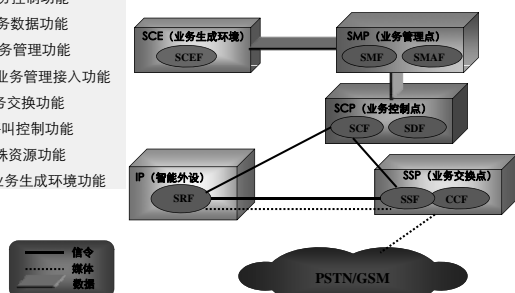 务控制功能
务数据功能
务管理功能
业务管理接入功能
务交换功能
叫控制功能
殊资源功能
业务生成环境功能
SCE（业务生成环境）
SCEF
SMP（业务管理点）
SMF
SMAF
SCP（业务控制点）
SCF
SDF
IP（智能外设）
SRF
SSP（业务交换点）
SSF
CCF
信令
媒体
数据
PSTN/GSM